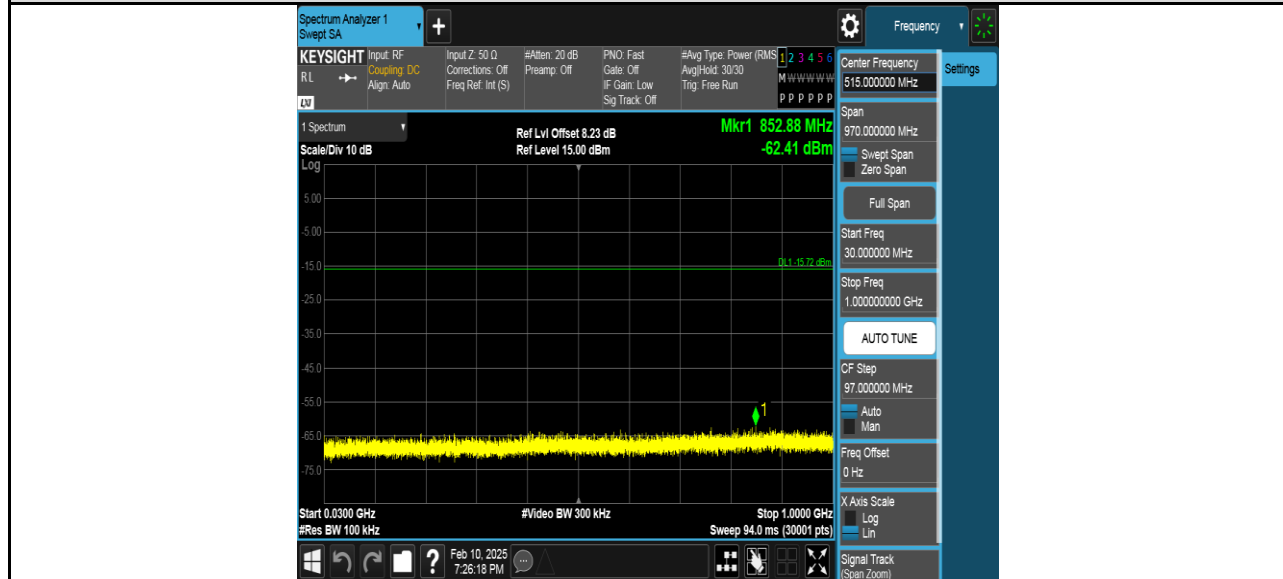 Spectrum Analyzer 1
Swept SA
+
Frequency
KEYSIGHT
RL
LXI
Input: RF
Coupling: DC
Align: Auto
Input Z: 50 Ω
Corrections: Off
Freq Ref: Int (S)
#Atten: 20 dB
Preamp: Off
PNO: Fast
Gate: Off
IF Gain: Low
Sig Track: Off
#Avg Type: Power (RMS
Avg|Hold: 30/30
Trig: Free Run
1 2 3 4 5 6
M W W W W W
P P P P P P
1 Spectrum
Scale/Div 10 dB
Log
Ref Lvl Offset 8.23 dB
Ref Level 15.00 dBm
Mkr1 852.88 MHz
-62.41 dBm
5.00
-5.00
-15.0
DL1 -15.72 dBm
-25.0
-35.0
-45.0
-55.0
1
-65.0
-75.0
Start 0.0300 GHz
#Res BW 100 kHz
#Video BW 300 kHz
Stop 1.0000 GHz
Sweep 94.0 ms (30001 pts)
Center Frequency
515.000000 MHz
Settings
Span
970.000000 MHz
Swept Span
Zero Span
Full Span
Start Freq
30.000000 MHz
Stop Freq
1.000000000 GHz
AUTO TUNE
CF Step
97.000000 MHz
Auto
Man
Freq Offset
0 Hz
X Axis Scale
Log
Lin
Signal Track
(Span Zoom)
?
Feb 10, 2025
7:26:18 PM